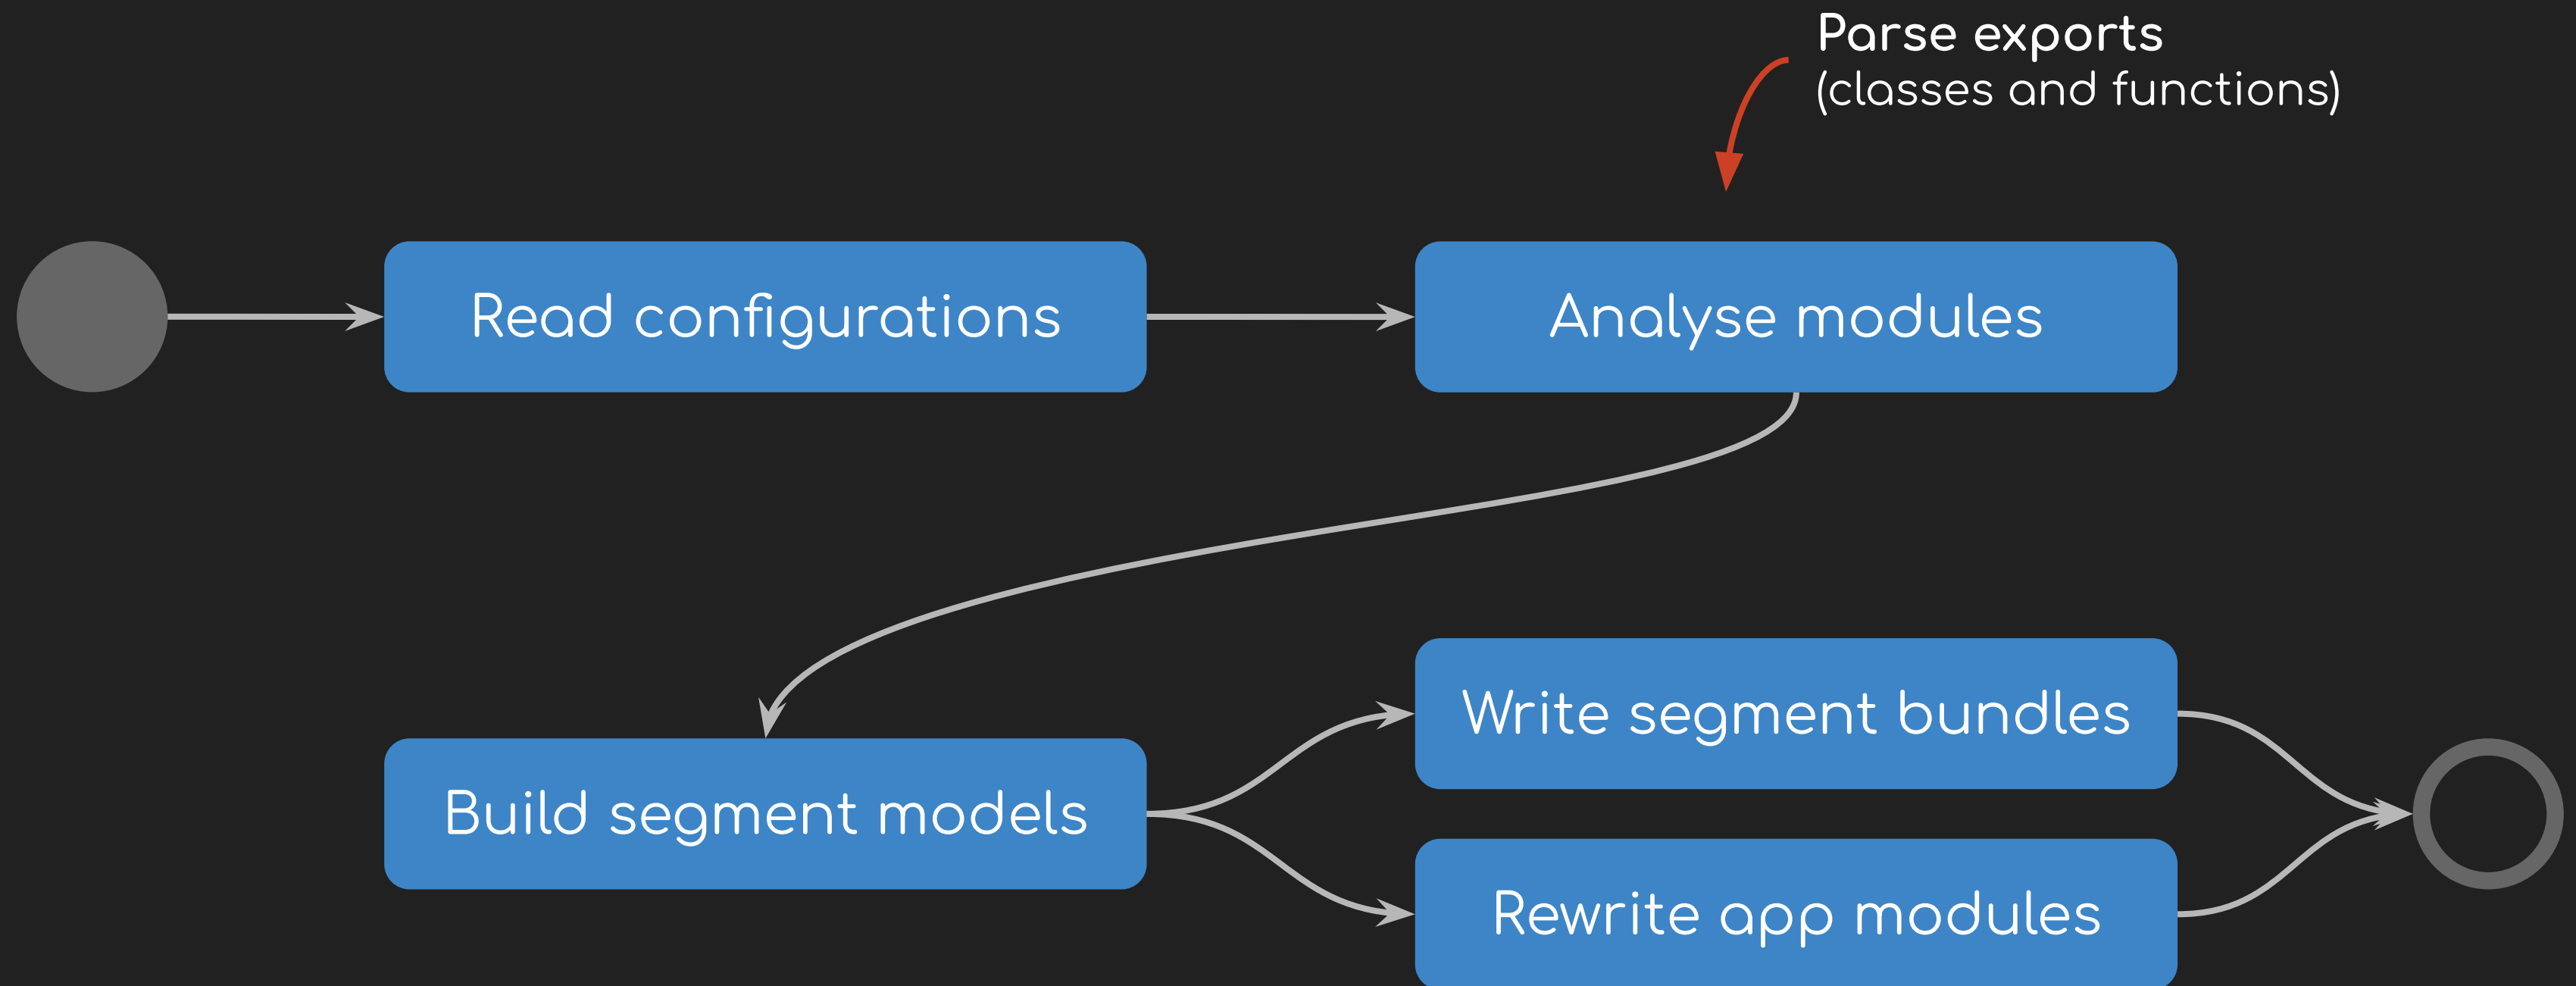 Parse exports
(classes and functions)
Read configurations
Analyse modules
Build segment models
Write segment bundles
Rewrite app modules